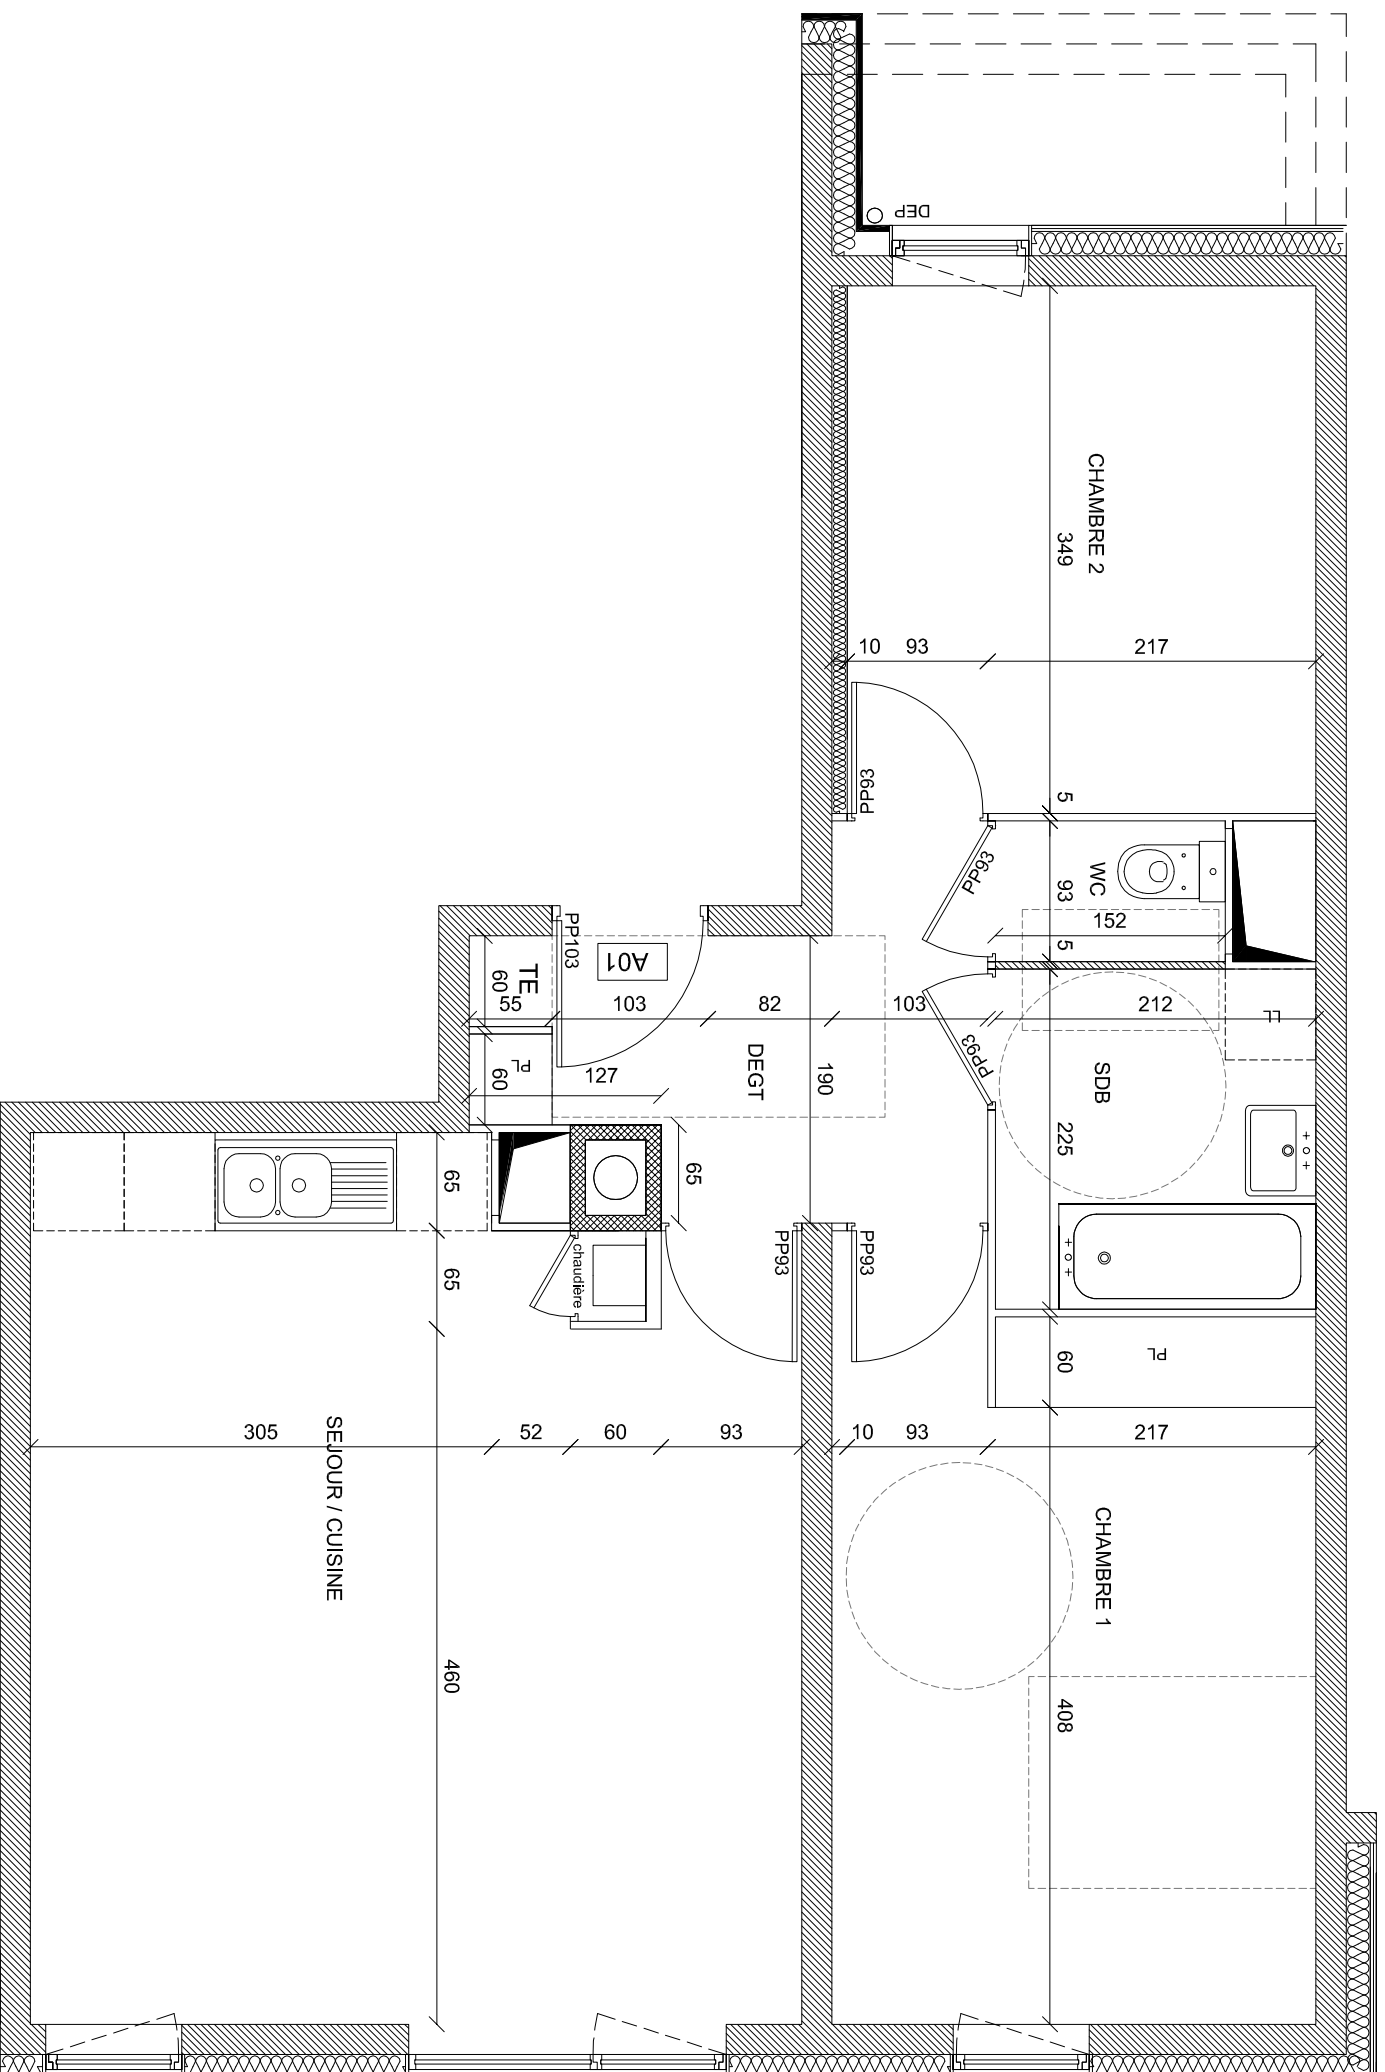 DEP
CHAMBRE 2
349
10
93
217
5
PP93
PP93
WC
93
152
5
PP103
A01
TE
60
55
103
82
103
212
LL
PP93
SDB
DEGT
190
PL
60
127
225
65
65
PP93
PP93
chaudière
65
60
PL
305
52
60
93
10
93
217
SEJOUR / CUISINE
CHAMBRE 1
460
408